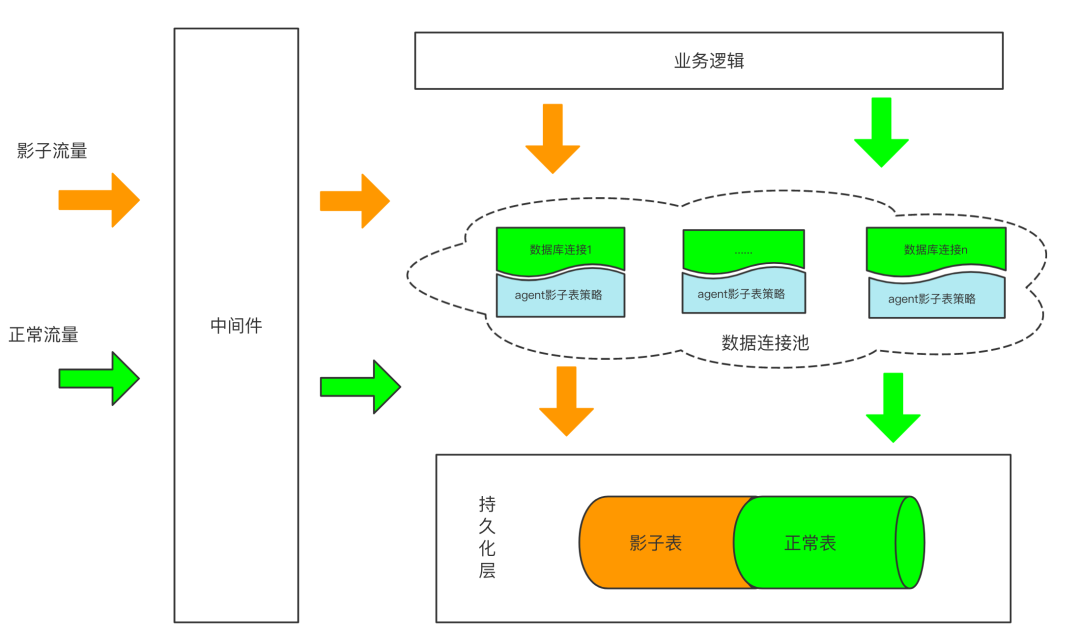 影子流量
正常流量
中间件
业务逻辑
数据库连接1
agent影子表策略
......
agent影子表策略
数据库连接n
agent影子表策略
数据连接池
持久化层
影子表
正常表